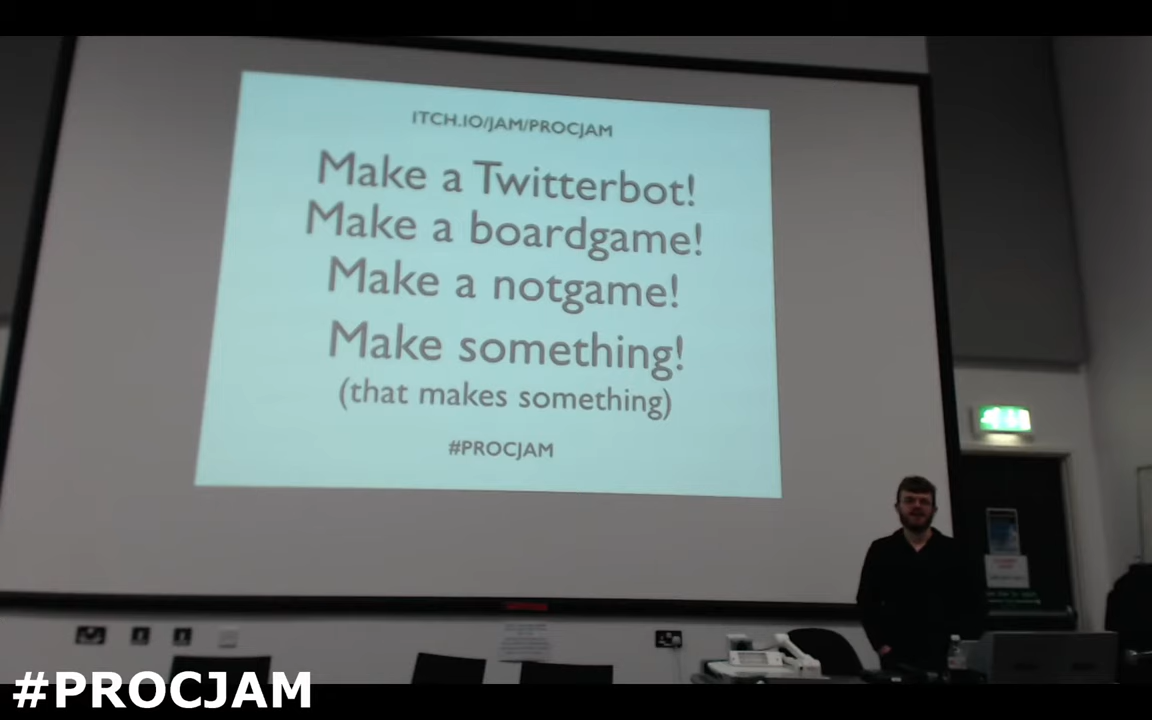 ITCH.IO/JAM/PROCJAM
Make a Twitterbot!
Make a boardgame!
Make a notgame!
Make something!
(that makes something)
#PROCJAM
#PROCJAM